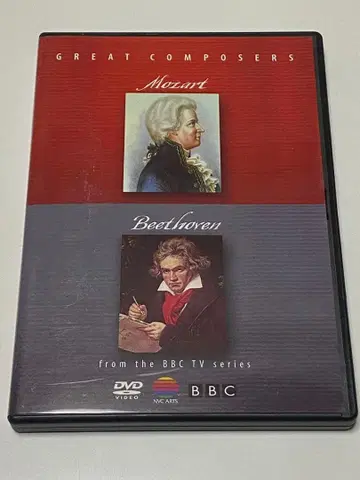 GREAT COMPOSERS
Mozart
Beethoven
from the BBC TV series
DVD
VIDEO
NVC ARTS
BBC